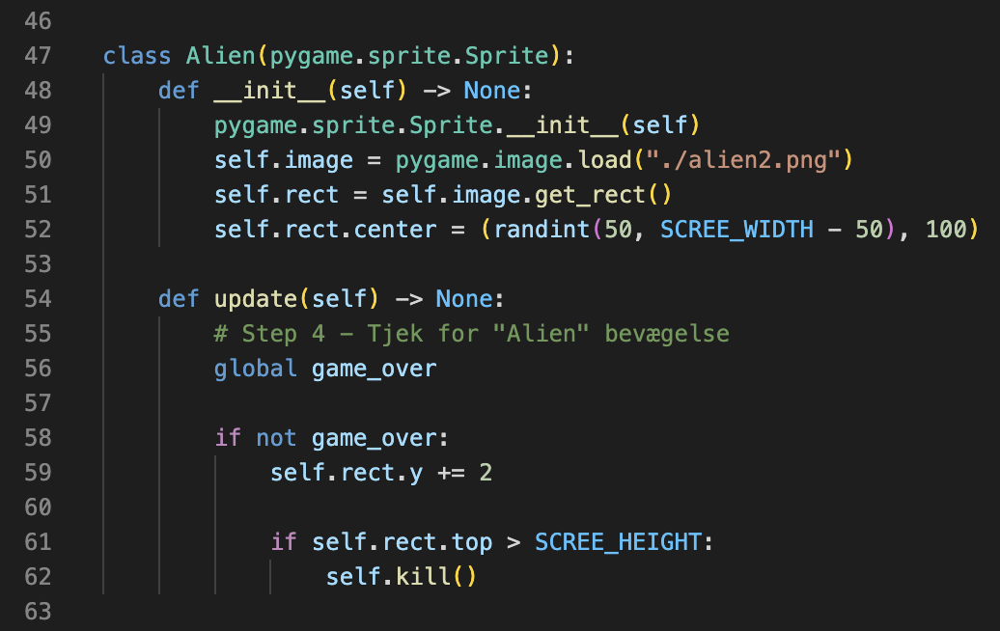 46
47 class Alien(pygame.sprite.Sprite):
48     def __init__(self) -> None:
49         pygame.sprite.Sprite.__init__(self)
50         self.image = pygame.image.load("./alien2.png")
51         self.rect = self.image.get_rect()
52         self.rect.center = (randint(50, SCREE_WIDTH - 50), 100)
53
54     def update(self) -> None:
55         # Step 4 - Tjek for "Alien" bevægelse
56         global game_over
57
58         if not game_over:
59             self.rect.y += 2
60
61             if self.rect.top > SCREE_HEIGHT:
62                 self.kill()
63